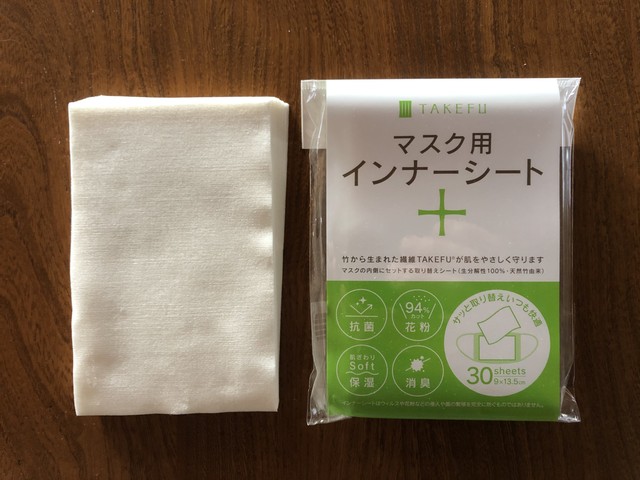 TAKEFU
マスク用
インナーシート
竹から生まれた繊維TAKEFU®が肌をやさしく守ります
マスクの内側にセットする取り替えシート（生分解性100%・天然竹由来）
抗菌
94%
カット
花粉
肌ざわり
Soft
保湿
消臭
サッと取り替えいつも快適
30 sheets
9×13.5cm